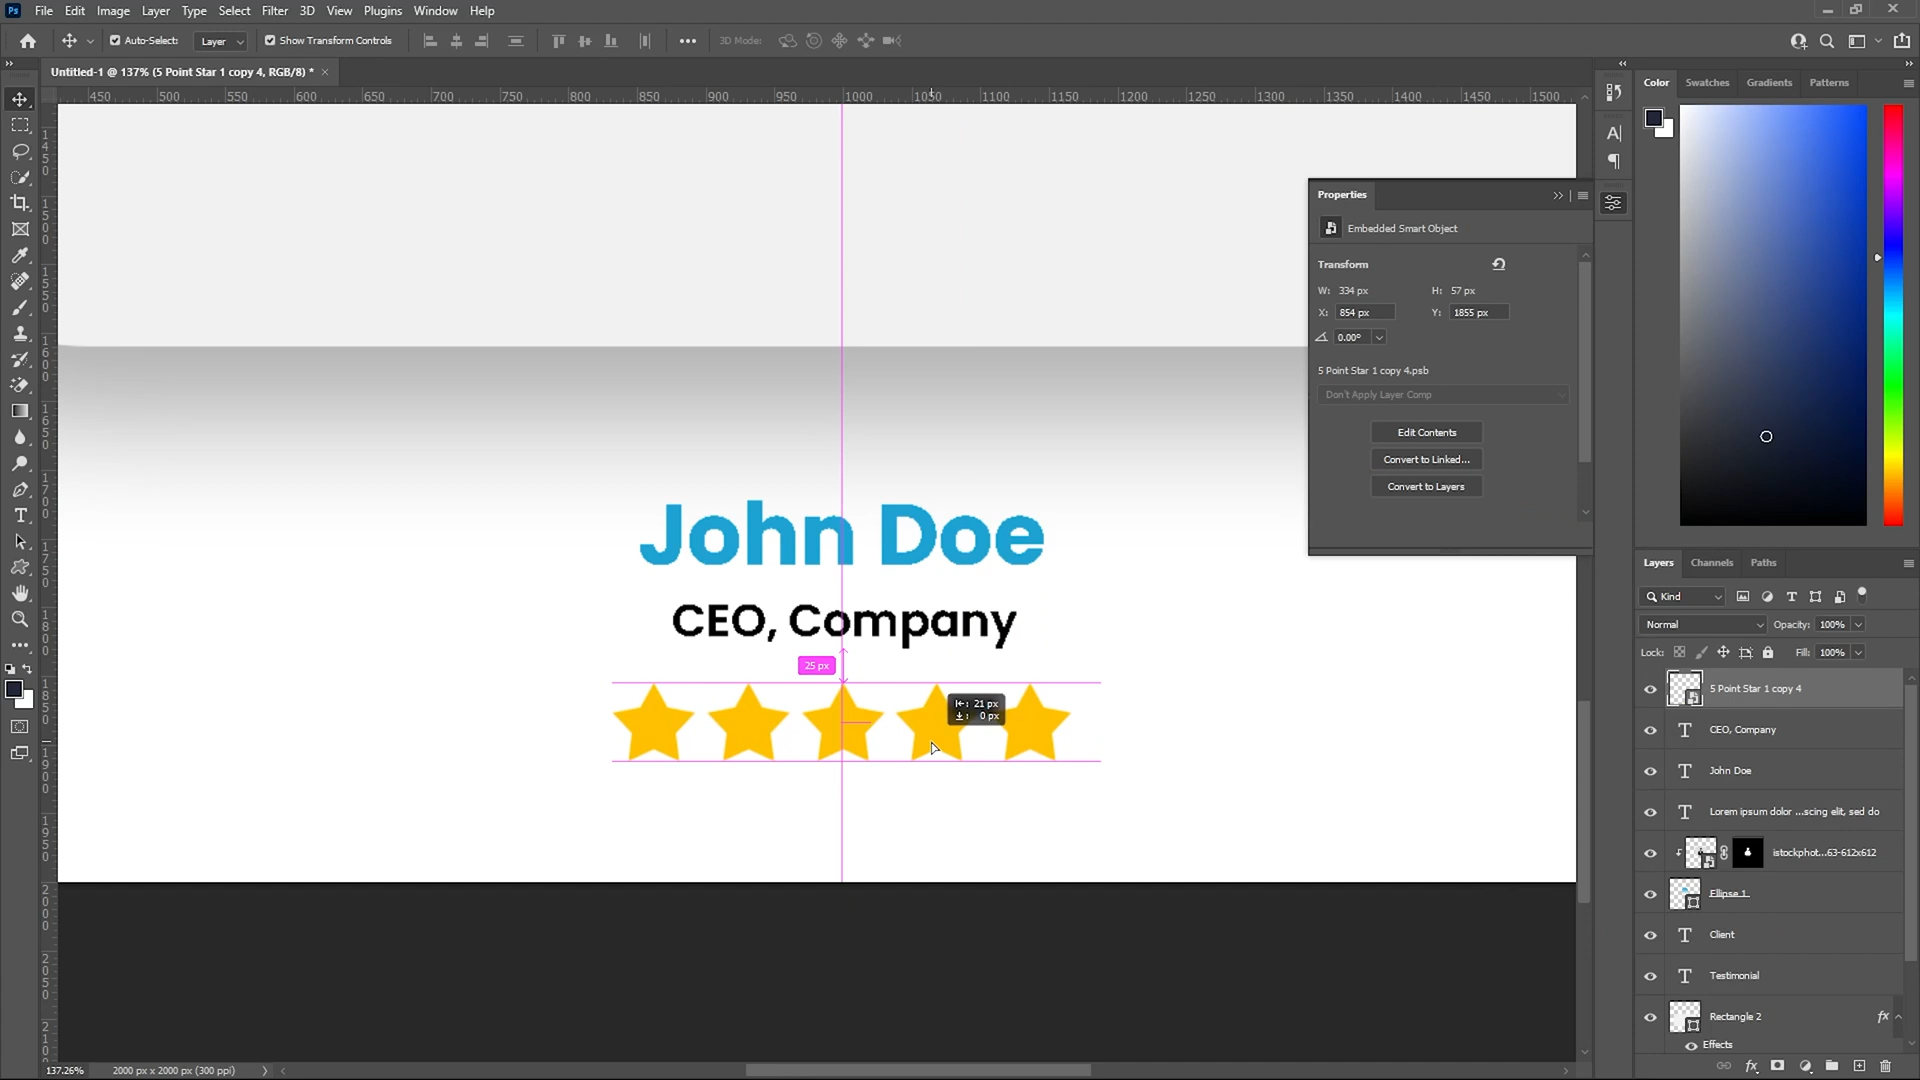 Ps File Edit Image Layer Type Select Filter 3D View Plugins Window Help
Auto-Select: Layer Show Transform Controls 3D Mode:
Untitled-1 @ 137% (5 Point Star 1 copy 4, RGB/8) *
450 500 550 600 650 700 750 800 850 900 950 1000 1050 1100 1150 1200 1250 1300 1350 1400 1450 1500
Color Swatches Gradients Patterns
Properties
Embedded Smart Object
Transform
W: 334 px H: 57 px
X: 854 px Y: 1855 px
0.00°
5 Point Star 1 copy 4.psb
Don't Apply Layer Comp
Edit Contents
Convert to Linked...
Convert to Layers
John Doe
CEO, Company
25 px
21 px
0 px
Layers Channels Paths
Kind
Normal Opacity: 100%
Lock: Fill: 100%
5 Point Star 1 copy 4
CEO, Company
John Doe
Lorem ipsum dolor ...scing elit, sed do
istockphot...63-612x612
Ellipse 1
Client
Testimonial
Rectangle 2 fx
Effects
137.26% 2000 px x 2000 px (300 ppi)